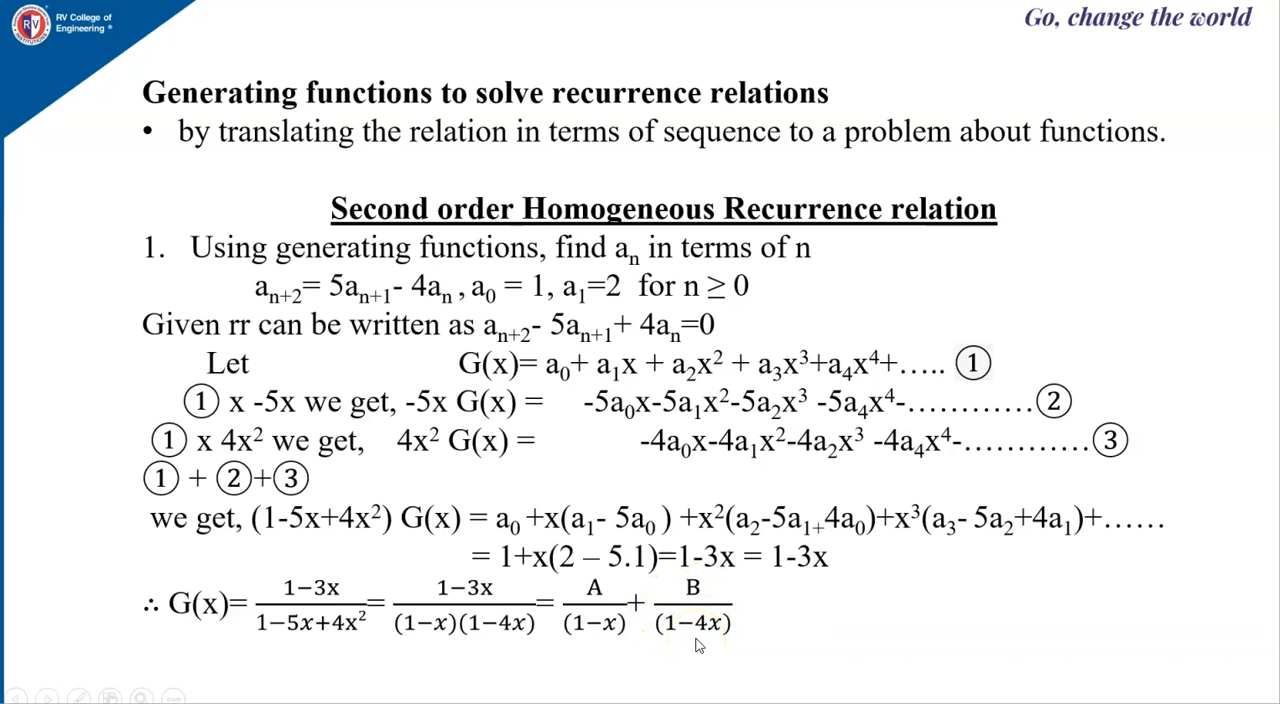 RV College of
Engineering ®
Go, change the world
Generating functions to solve recurrence relations
• by translating the relation in terms of sequence to a problem about functions.
Second order Homogeneous Recurrence relation
1. Using generating functions, find aₙ in terms of n
aₙ₊₂= 5aₙ₊₁- 4aₙ , a₀ = 1, a₁=2 for n ≥ 0
Given rr can be written as aₙ₊₂- 5aₙ₊₁+ 4aₙ=0
Let G(x)= a₀+ a₁x + a₂x² + a₃x³+a₄x⁴+….. ①
① x -5x we get, -5x G(x) = -5a₀x-5a₁x²-5a₂x³ -5a₄x⁴-…………②
① x 4x² we get, 4x² G(x) = -4a₀x-4a₁x²-4a₂x³ -4a₄x⁴-…………③
① + ②+③
we get, (1-5x+4x²) G(x) = a₀ +x(a₁- 5a₀ ) +x²(a₂-5a₁₊4a₀)+x³(a₃- 5a₂+4a₁)+……
= 1+x(2 – 5.1)=1-3x = 1-3x
∴ G(x)= (1−3x)/(1−5x+4x²) = (1−3x)/((1−x)(1−4x)) = A/(1−x) + B/(1−4x)